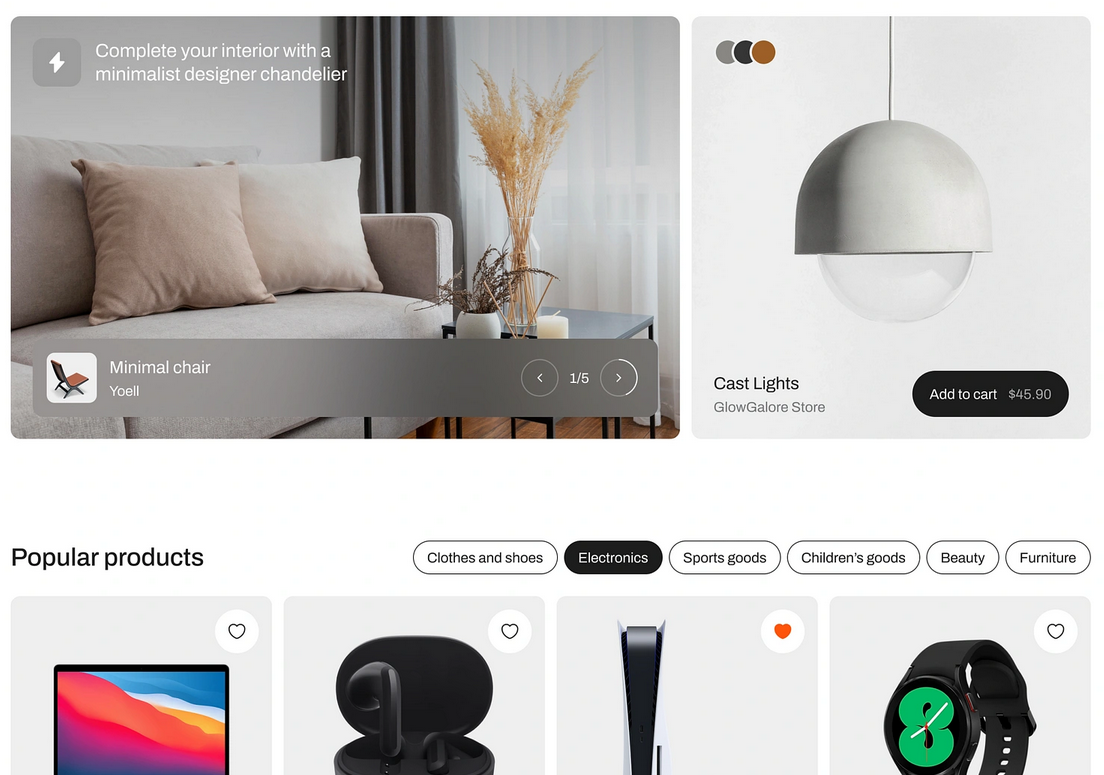 Complete your interior with a
minimalist designer chandelier
Minimal chair
Yoell
1/5
Cast Lights
GlowGalore Store
Add to cart $45.90
Popular products
Clothes and shoes
Electronics
Sports goods
Children’s goods
Beauty
Furniture